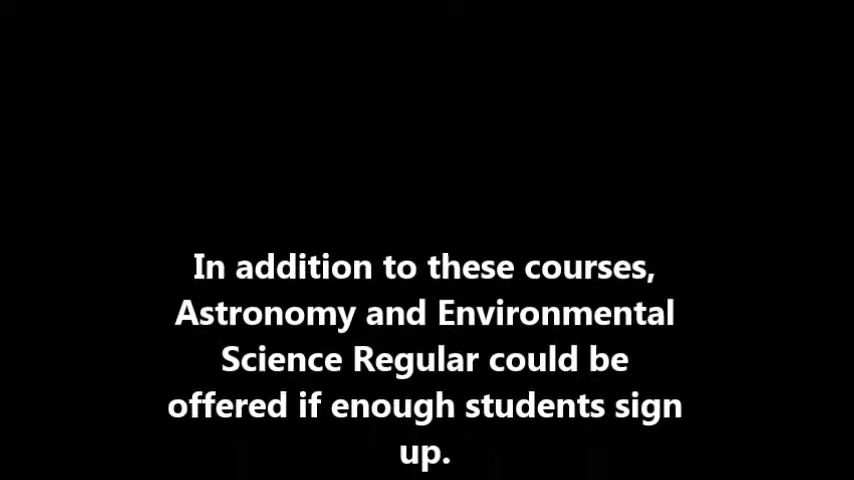 In addition to these courses,
Astronomy and Environmental
Science Regular could be
offered if enough students sign
up.